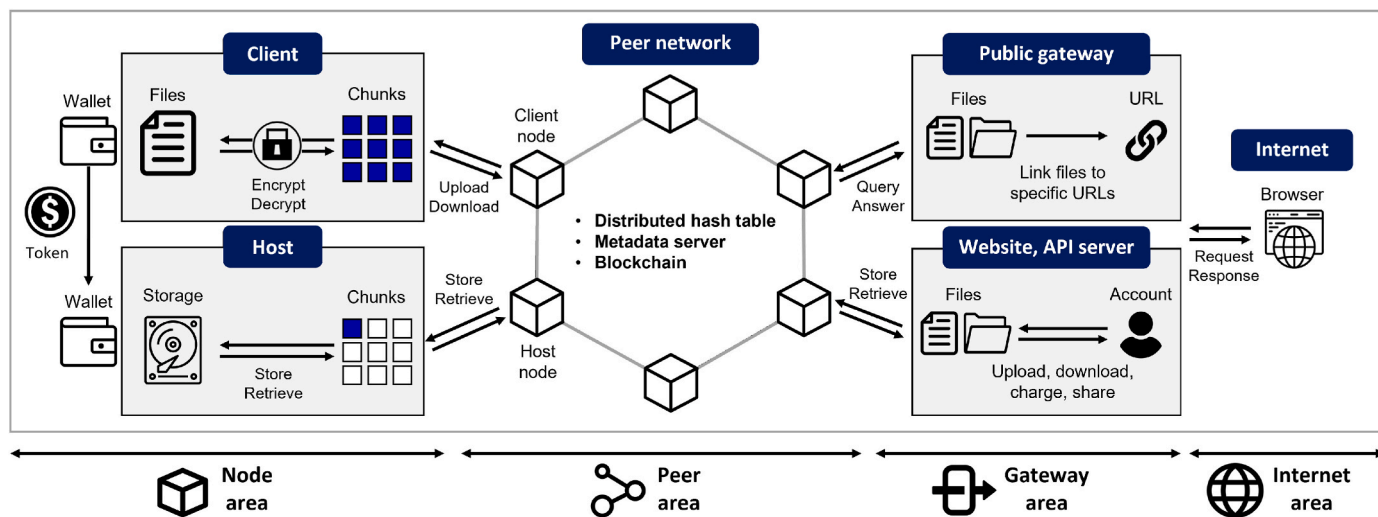 Client
Wallet
Files
Chunks
Encrypt
Decrypt
Token
Host
Wallet
Storage
Chunks
Store
Retrieve
Upload
Download
Store
Retrieve
Peer network
Client
node
• Distributed hash table
• Metadata server
• Blockchain
Host
node
Query
Answer
Store
Retrieve
Public gateway
Files
URL
Link files to
specific URLs
Website, API server
Files
Account
Upload, download,
charge, share
Internet
Browser
Request
Response
Node
area
Peer
area
Gateway
area
Internet
area